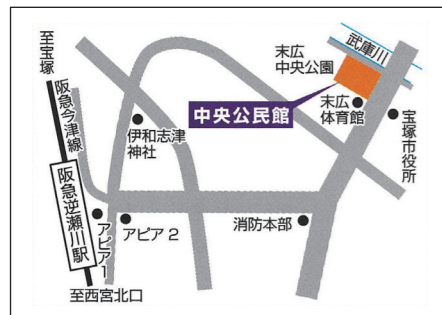 至宝塚
阪急今津線
阪急逆瀬川駅
至西宮北口
アピア1
アピア2
伊和志津
神社
中央公民館
末広
中央公園
武庫川
末広
体育館
宝塚市役所
消防本部